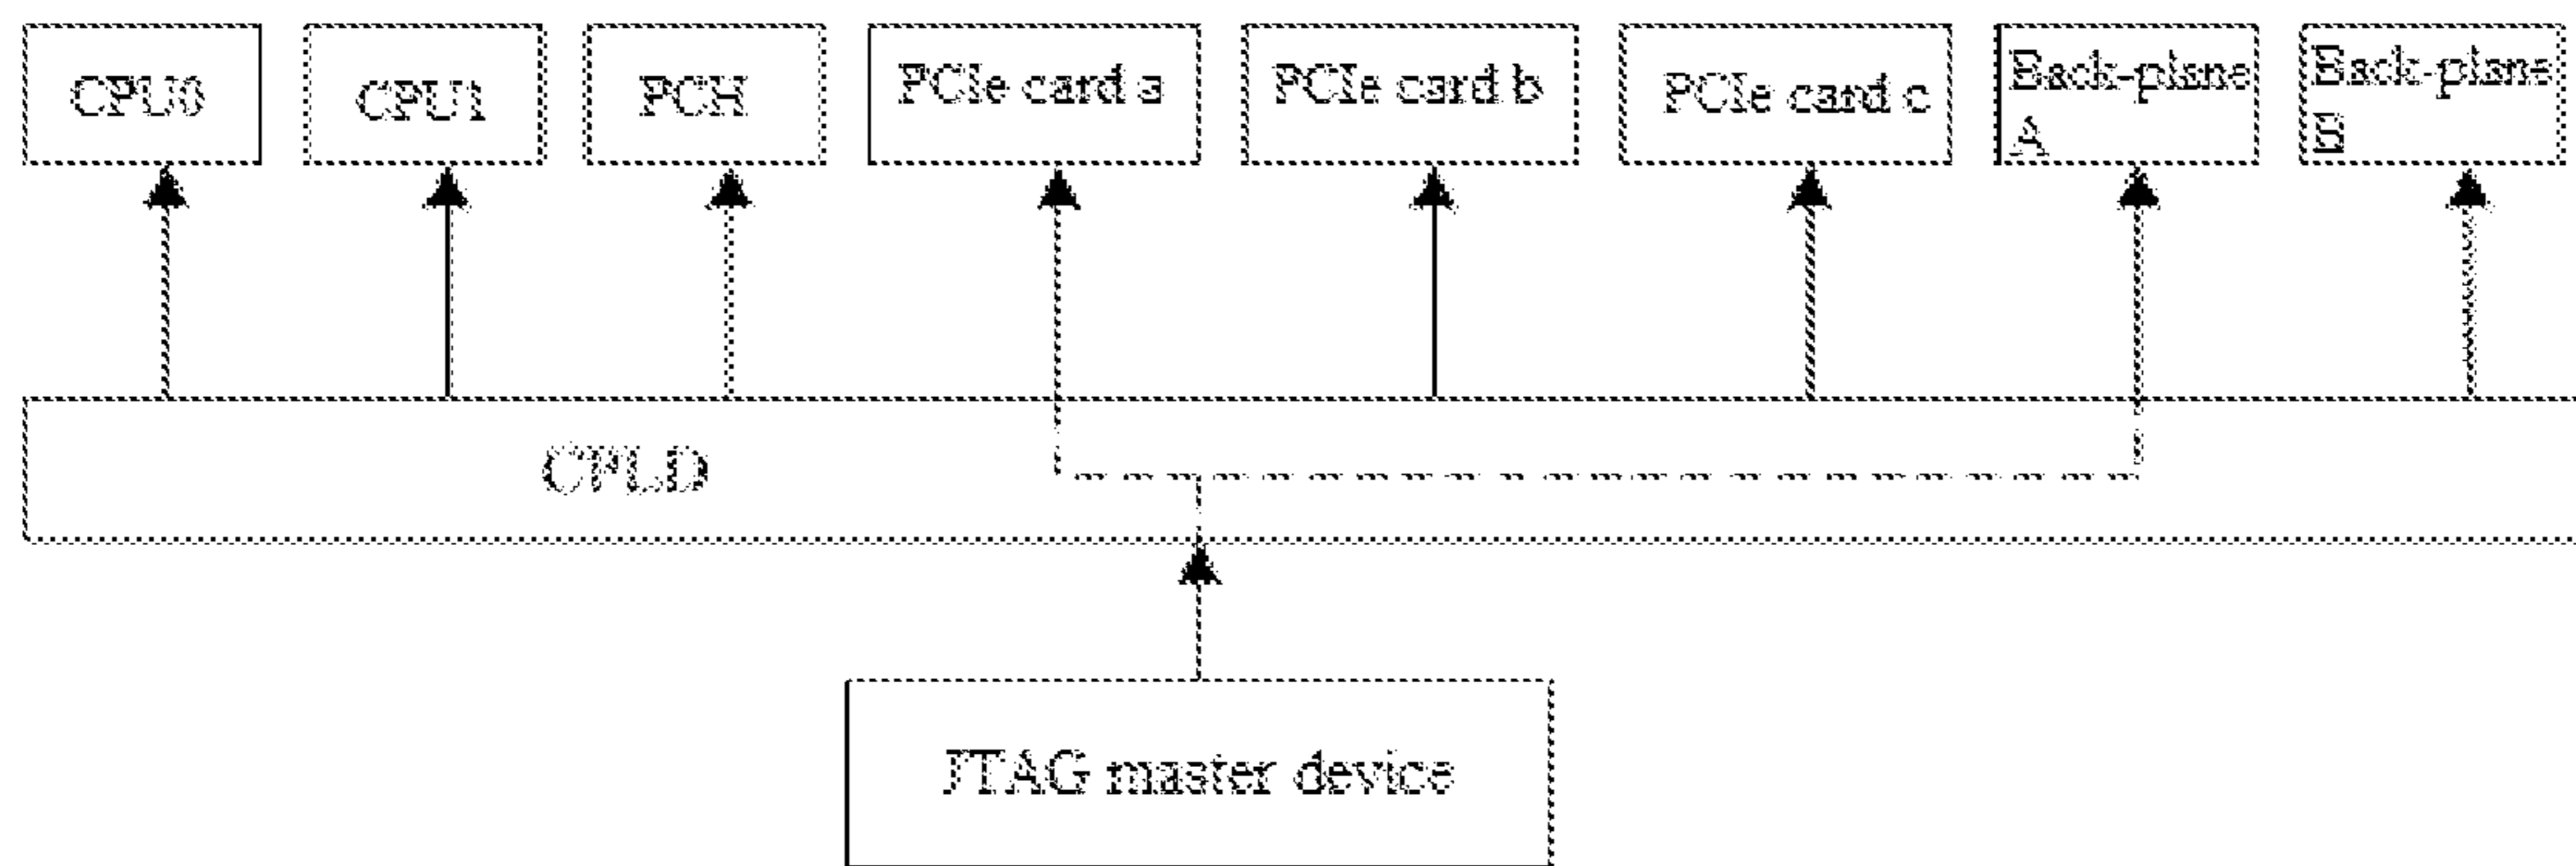 CPU0
CPU1
PCH
PCIe card a
PCIe card b
PCIe card c
Back-plane
A
Back-plane
B
CPLD
JTAG master device